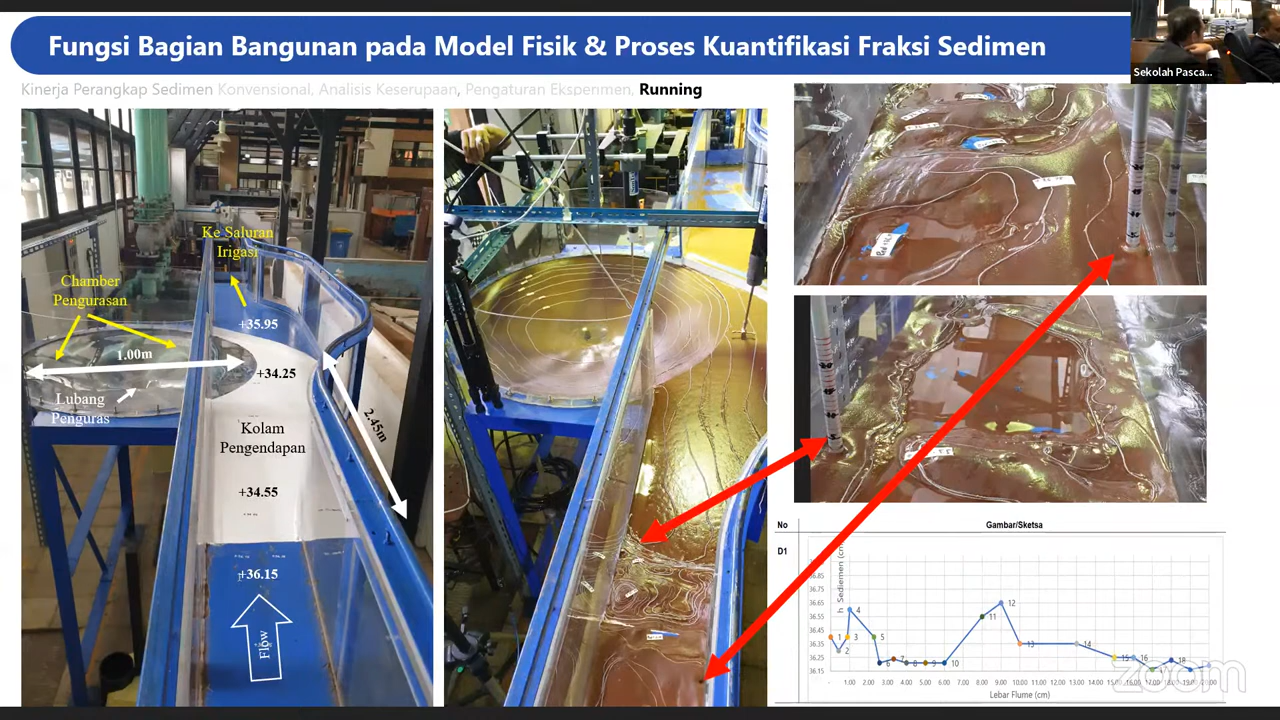 Fungsi Bagian Bangunan pada Model Fisik & Proses Kuantifikasi Fraksi Sedimen
Sekolah Pasca...
Kinerja Perangkap Sedimen Konvensional, Analisis Keserupaan, Pengaturan Eksperimen, Running
Ke Saluran
Irigasi
Chamber
Pengurasan
+35.95
1.00m
+34.25
Lubang
Penguras
2.45m
Kolam
Pengendapan
+34.55
+36.15
Flow
No
Gambar/Sketsa
D1
h Sediemen (cm)
36.85
36.75
36.65
36.55
36.45
36.35
36.25
36.15
1
2
3
4
5
6
7
8
9
10
11
12
13
14
15
16
17
18
1.00
2.00
3.00
4.00
5.00
6.00
7.00
8.00
9.00
10.00
11.00
12.00
13.00
14.00
Lebar Flume (cm)
zoom